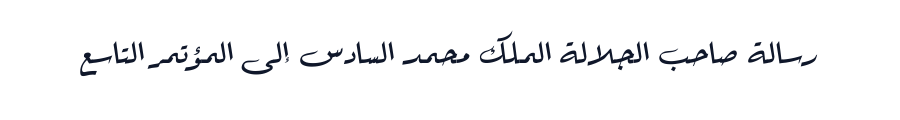 رسالة صاحب الجلالة الملك محمد السادس إلى المؤتمر التاسع